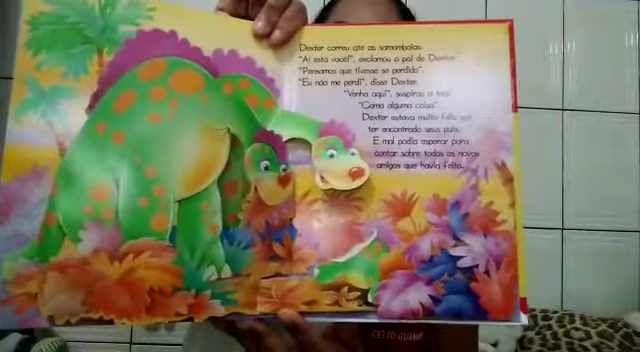 Dexter correu até as samambaias.
"Aí está você!", exclamou o pai de Dexter.
"Pensamos que tivesse se perdido".
"Eu não me perdi", disse Dexter.
"Venha aqui", suspirou a mãe.
"Coma alguma coisa".
Dexter estava muito feliz por
ter encontrado seus pais.
E mal podia esperar para
contar sobre todos os novos
amigos que havia feito.